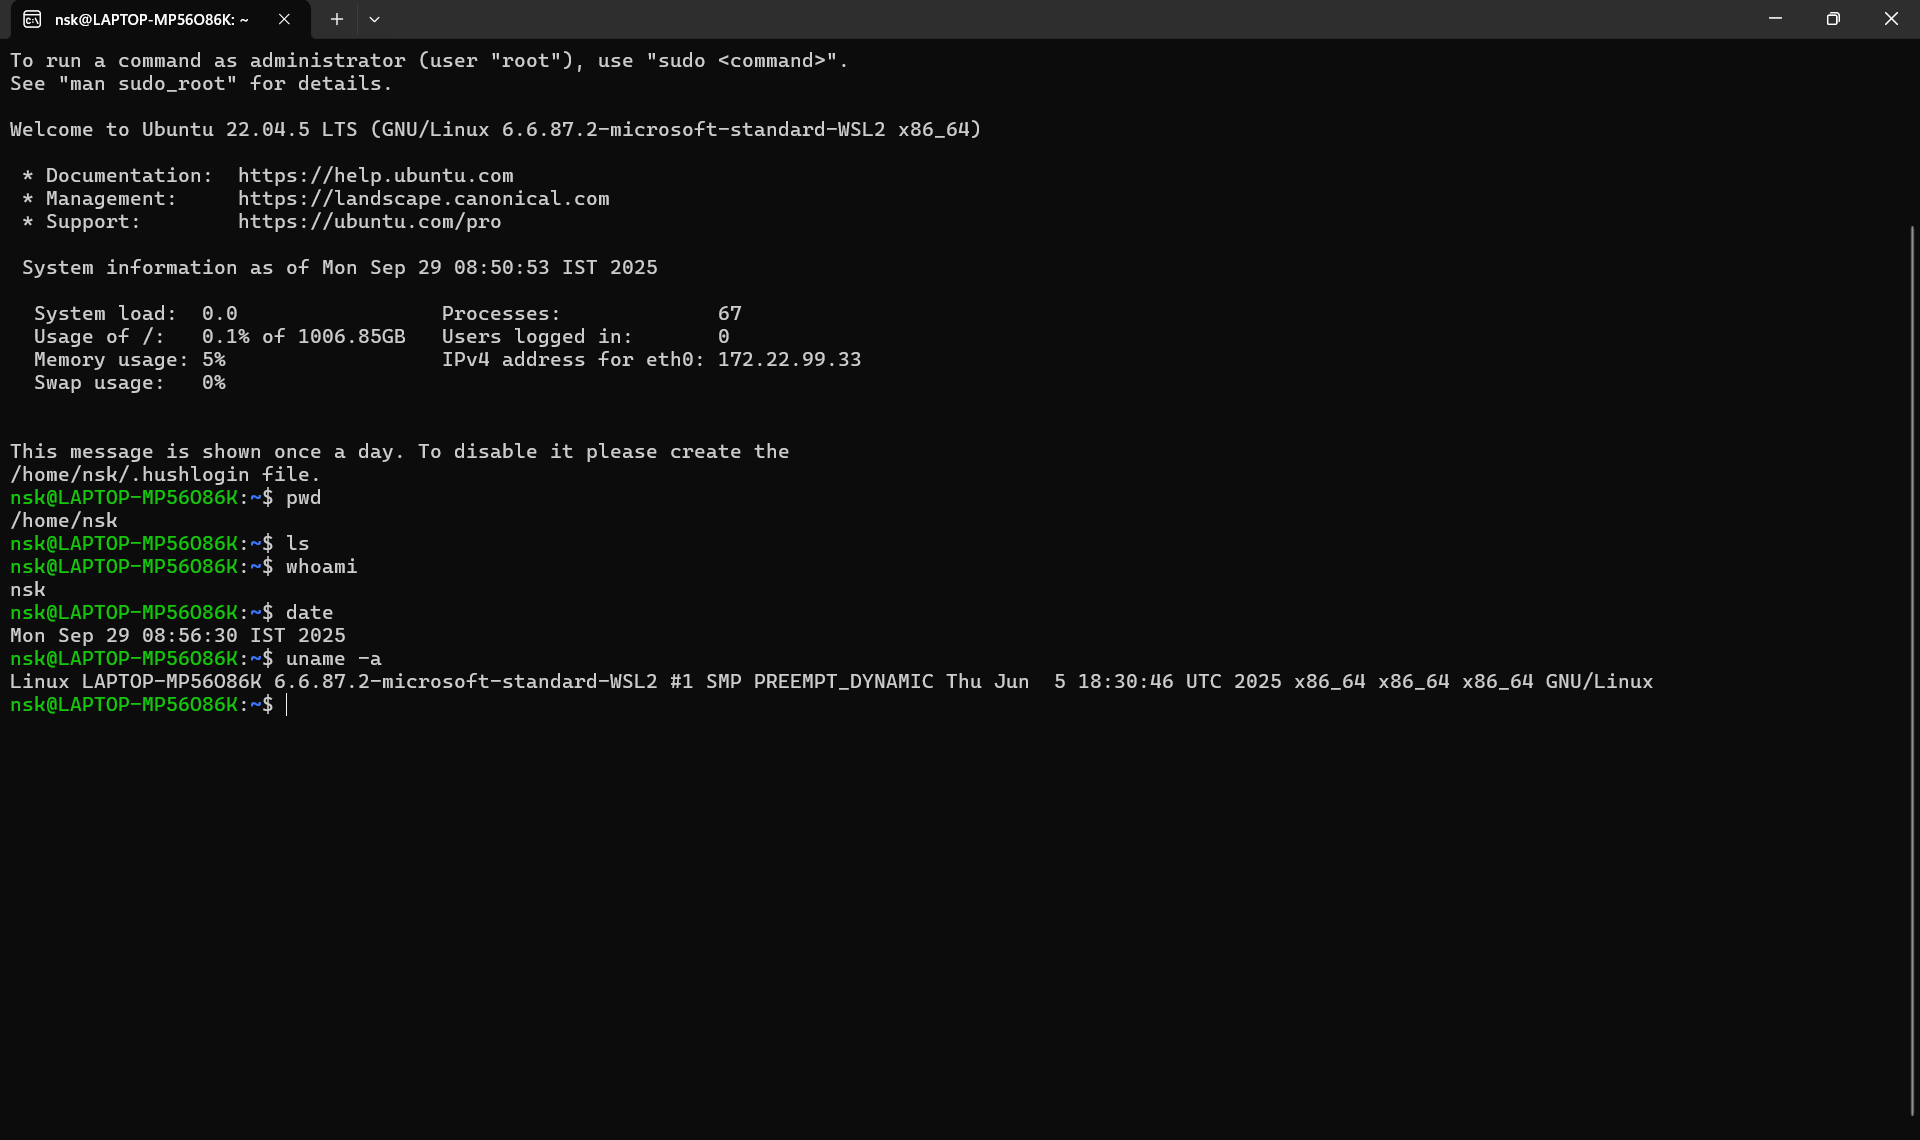 nsk@LAPTOP-MP56O86K: ~
To run a command as administrator (user "root"), use "sudo <command>".
See "man sudo_root" for details.
Welcome to Ubuntu 22.04.5 LTS (GNU/Linux 6.6.87.2-microsoft-standard-WSL2 x86_64)
* Documentation:  https://help.ubuntu.com
* Management:     https://landscape.canonical.com
* Support:        https://ubuntu.com/pro
System information as of Mon Sep 29 08:50:53 IST 2025
System load:  0.0                 Processes:             67
Usage of /:   0.1% of 1006.85GB   Users logged in:       0
Memory usage: 5%                  IPv4 address for eth0: 172.22.99.33
Swap usage:   0%
This message is shown once a day. To disable it please create the
/home/nsk/.hushlogin file.
nsk@LAPTOP-MP56O86K:~$ pwd
/home/nsk
nsk@LAPTOP-MP56O86K:~$ ls
nsk@LAPTOP-MP56O86K:~$ whoami
nsk
nsk@LAPTOP-MP56O86K:~$ date
Mon Sep 29 08:56:30 IST 2025
nsk@LAPTOP-MP56O86K:~$ uname -a
Linux LAPTOP-MP56O86K 6.6.87.2-microsoft-standard-WSL2 #1 SMP PREEMPT_DYNAMIC Thu Jun  5 18:30:46 UTC 2025 x86_64 x86_64 x86_64 GNU/Linux
nsk@LAPTOP-MP56O86K:~$